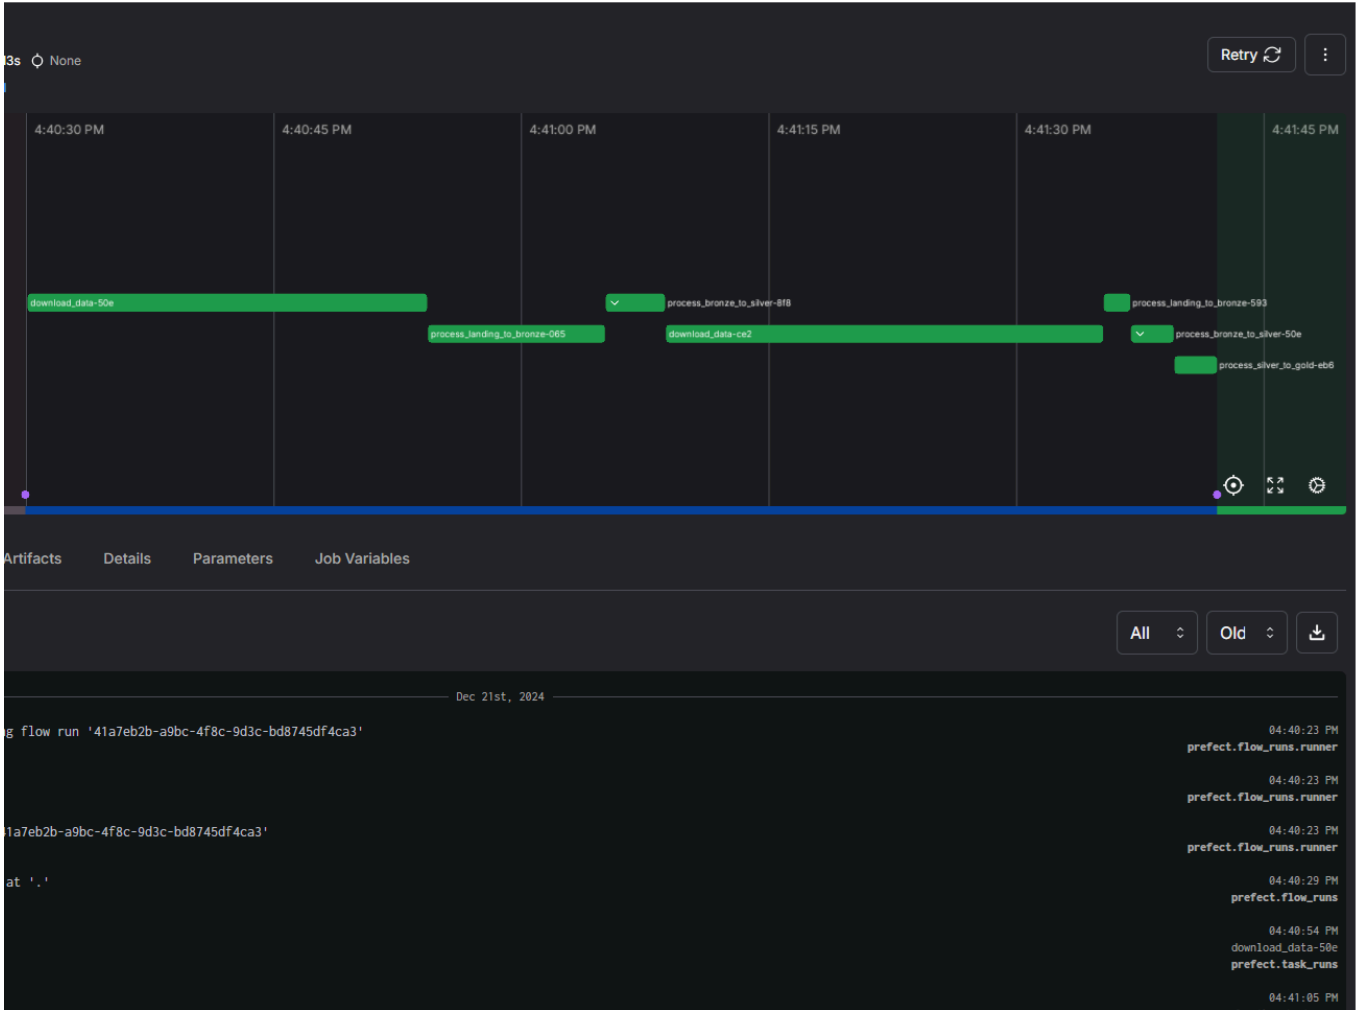 13s None
Retry
4:40:30 PM
4:40:45 PM
4:41:00 PM
4:41:15 PM
4:41:30 PM
4:41:45 PM
download_data-50e
process_bronze_to_silver-8f8
process_landing_to_bronze-593
process_landing_to_bronze-065
download_data-ce2
process_bronze_to_silver-50e
process_silver_to_gold-eb6
Artifacts
Details
Parameters
Job Variables
All
Old
Dec 21st, 2024
g flow run '41a7eb2b-a9bc-4f8c-9d3c-bd8745df4ca3'
04:40:23 PM
prefect.flow_runs.runner
04:40:23 PM
prefect.flow_runs.runner
1a7eb2b-a9bc-4f8c-9d3c-bd8745df4ca3'
04:40:23 PM
prefect.flow_runs.runner
at '.'
04:40:29 PM
prefect.flow_runs
04:40:54 PM
download_data-50e
prefect.task_runs
04:41:05 PM